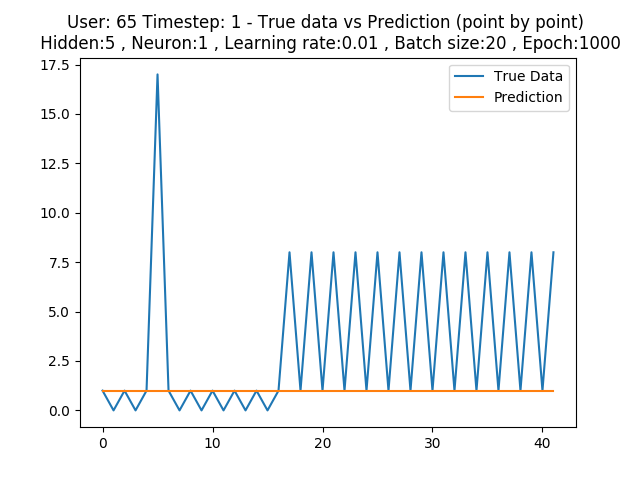 User: 65 Timestep: 1 - True data vs Prediction (point by point)
Hidden:5 , Neuron:1 , Learning rate:0.01 , Batch size:20 , Epoch:1000
17.5
15.0
12.5
10.0
7.5
5.0
2.5
0.0
True Data
Prediction
0 10 20 30 40